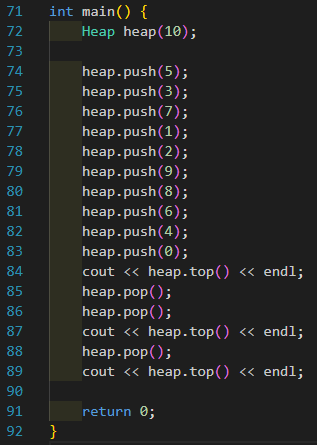 71 int main() {
72     Heap heap(10);
73
74     heap.push(5);
75     heap.push(3);
76     heap.push(7);
77     heap.push(1);
78     heap.push(2);
79     heap.push(9);
80     heap.push(8);
81     heap.push(6);
82     heap.push(4);
83     heap.push(0);
84     cout << heap.top() << endl;
85     heap.pop();
86     heap.pop();
87     cout << heap.top() << endl;
88     heap.pop();
89     cout << heap.top() << endl;
90
91     return 0;
92 }